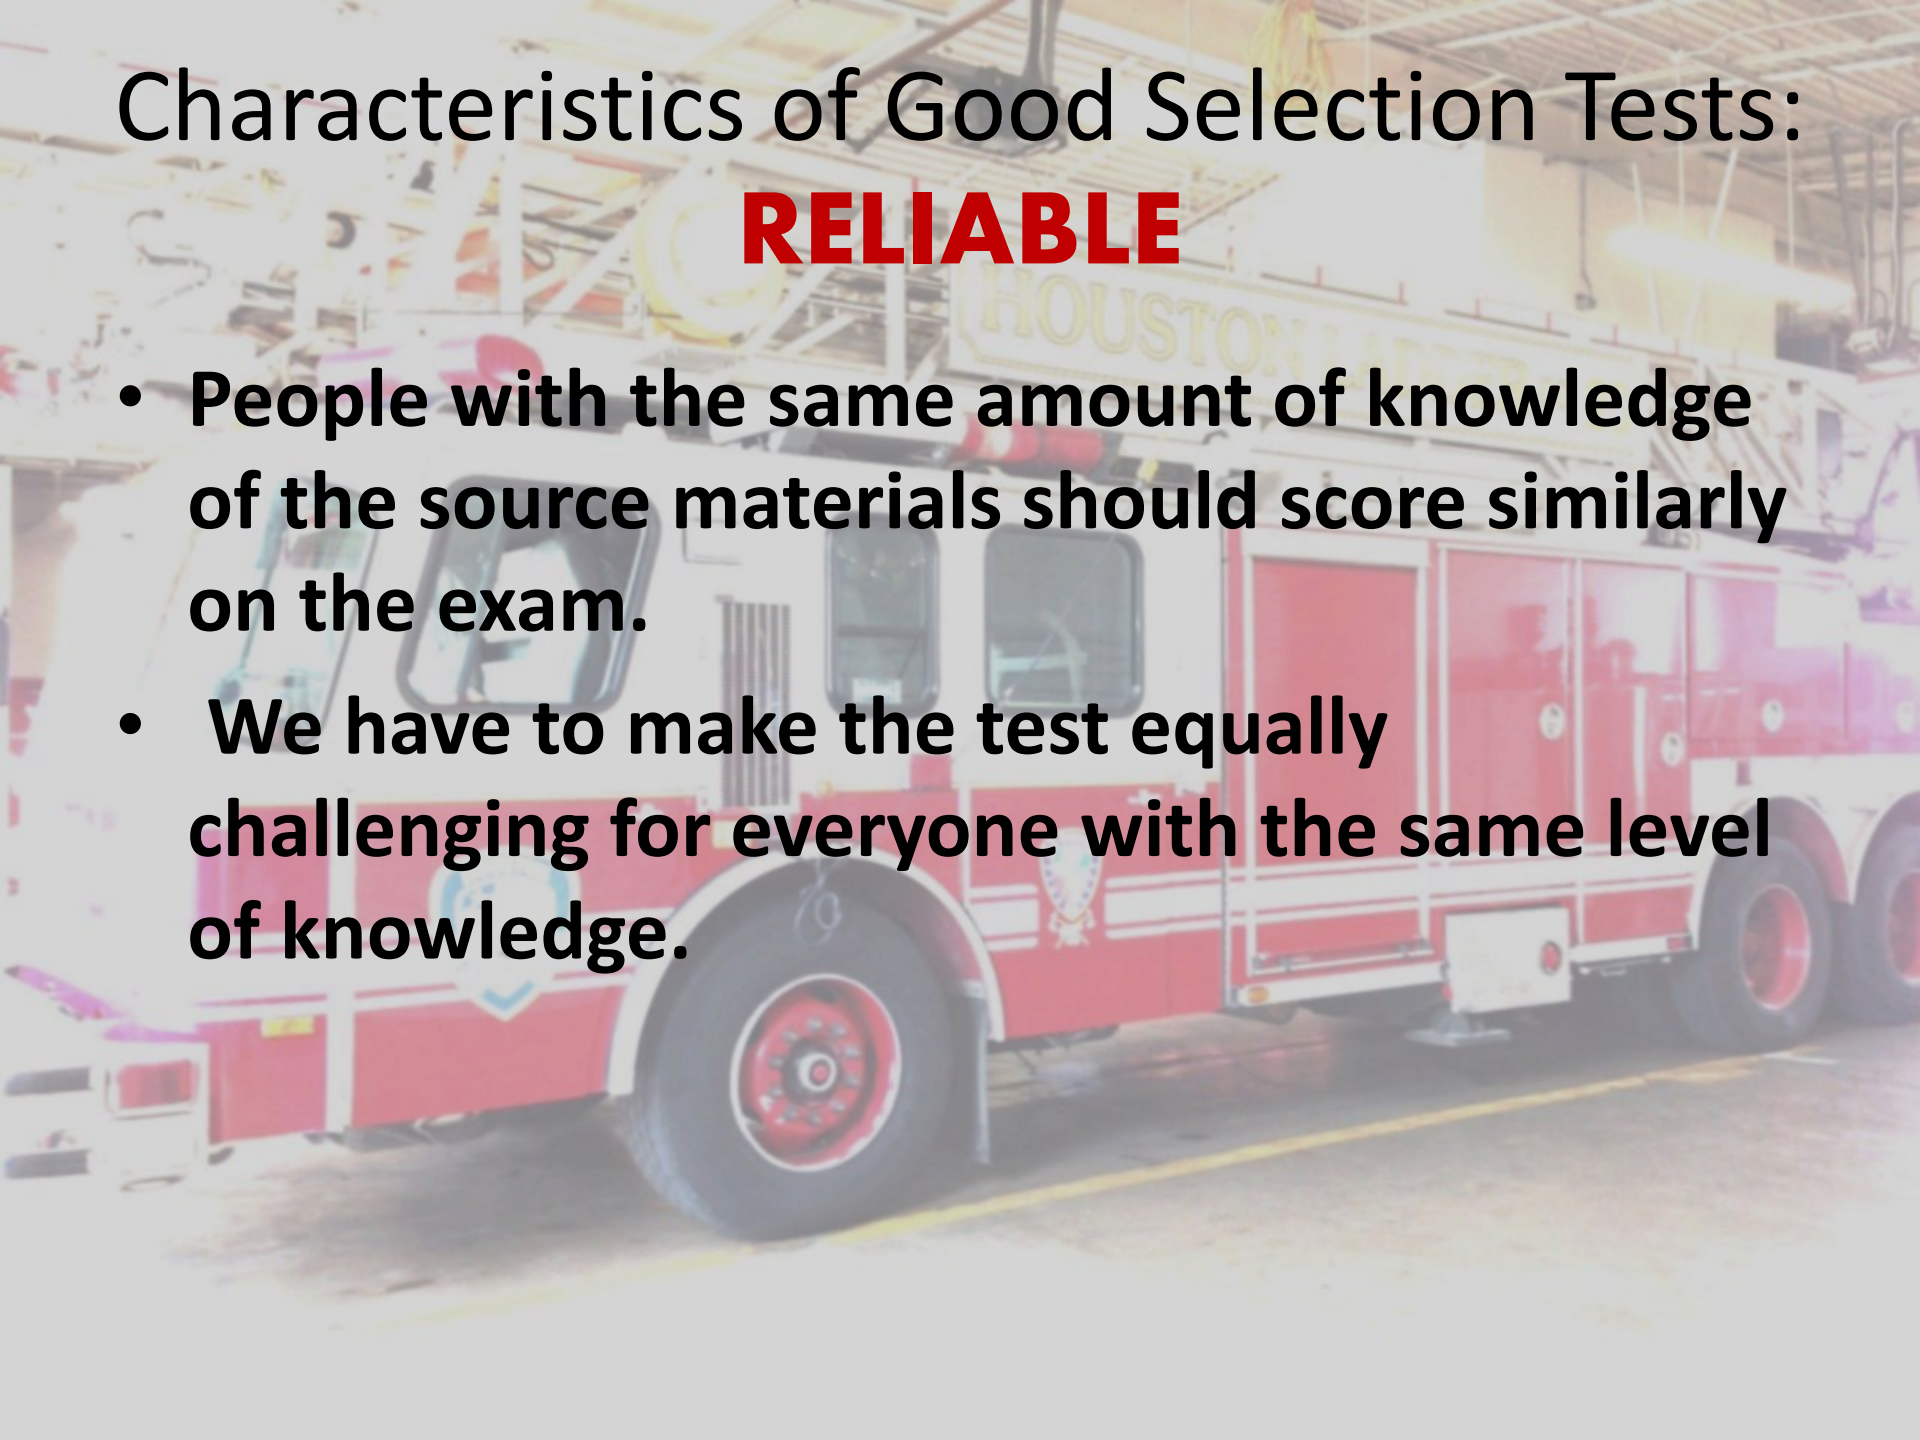 Characteristics of Good Selection Tests:
RELIABLE
HOUSTON
• People with the same amount of knowledge
of the source materials should score similarly
on the exam.
• We have to make the test equally
challenging for everyone with the same level
of knowledge.